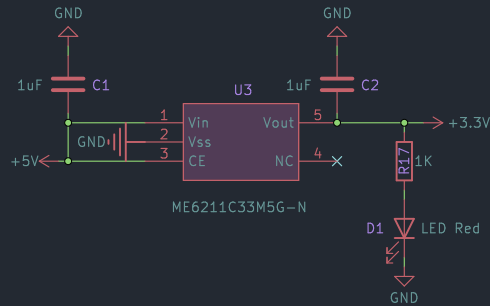 GND GND
1uF C1 1uF C2
U3
1 Vin Vout 5 +3.3V
GND 2 Vss
+5V 3 CE NC 4
R17 1K
ME6211C33M5G-N
D1 LED Red
GND